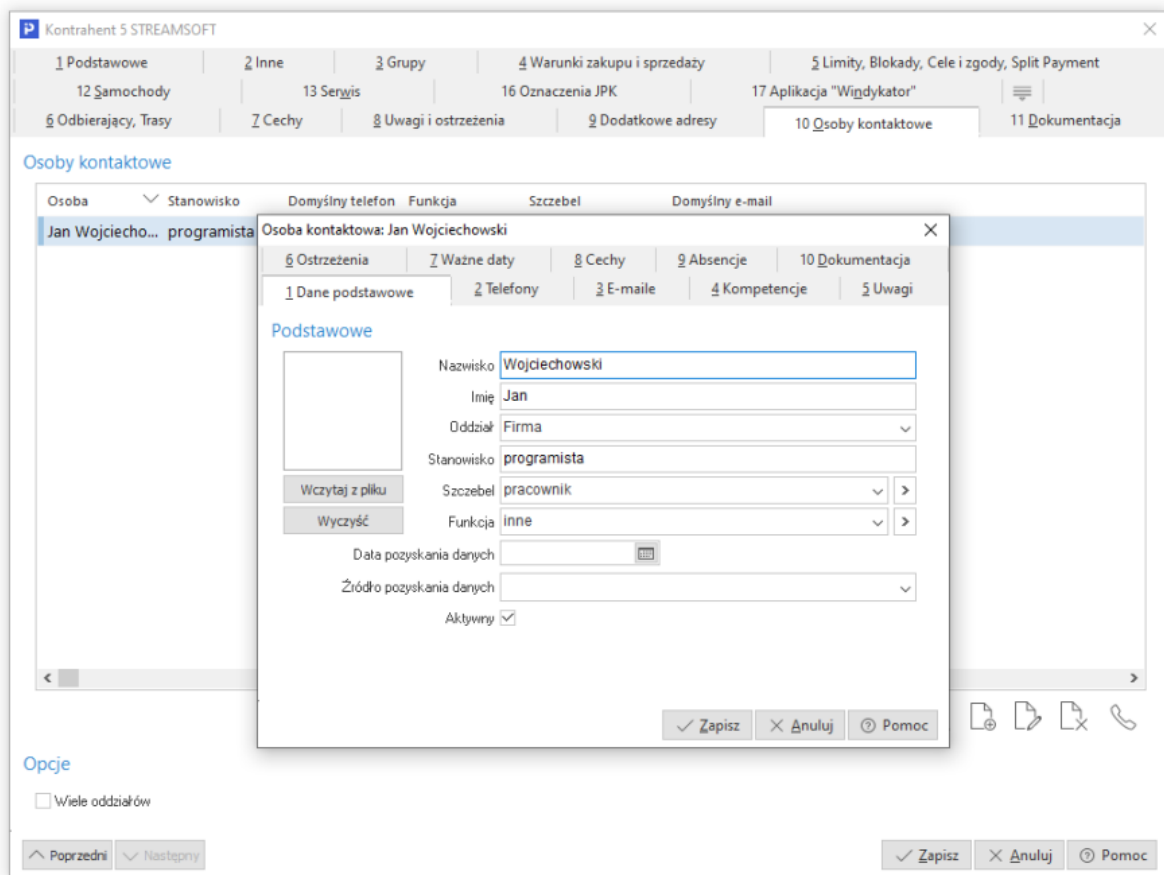 Kontrahent 5 STREAMSOFT
1 Podstawowe 2 Inne 3 Grupy 4 Warunki zakupu i sprzedaży 5 Limity, Blokady, Cele i zgody, Split Payment
12 Samochody 13 Serwis 16 Oznaczenia JPK 17 Aplikacja "Windykator"
6 Odbierający, Trasy 7 Cechy 8 Uwagi i ostrzeżenia 9 Dodatkowe adresy 10 Osoby kontaktowe 11 Dokumentacja
Osoby kontaktowe
Osoba Stanowisko Domyślny telefon Funkcja Szczebel Domyślny e-mail
Jan Wojciecho... programista
Osoba kontaktowa: Jan Wojciechowski
6 Ostrzeżenia 7 Ważne daty 8 Cechy 9 Absencje 10 Dokumentacja
1 Dane podstawowe 2 Telefony 3 E-maile 4 Kompetencje 5 Uwagi
Podstawowe
Nazwisko Wojciechowski
Imię Jan
Oddział Firma
Stanowisko programista
Wczytaj z pliku Szczebel pracownik
Wyczyść Funkcja inne
Data pozyskania danych
Źródło pozyskania danych
Aktywny
Zapisz Anuluj Pomoc
Opcje
Wiele oddziałów
Poprzedni Następny Zapisz Anuluj Pomoc